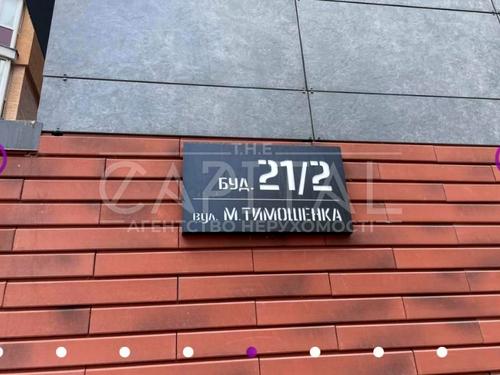 THE
CAPITAL
АГЕНТСТВО НЕРУХОМОСТІ
БУД. 21/2
ВУЛ. М.ТИМОШЕНКА